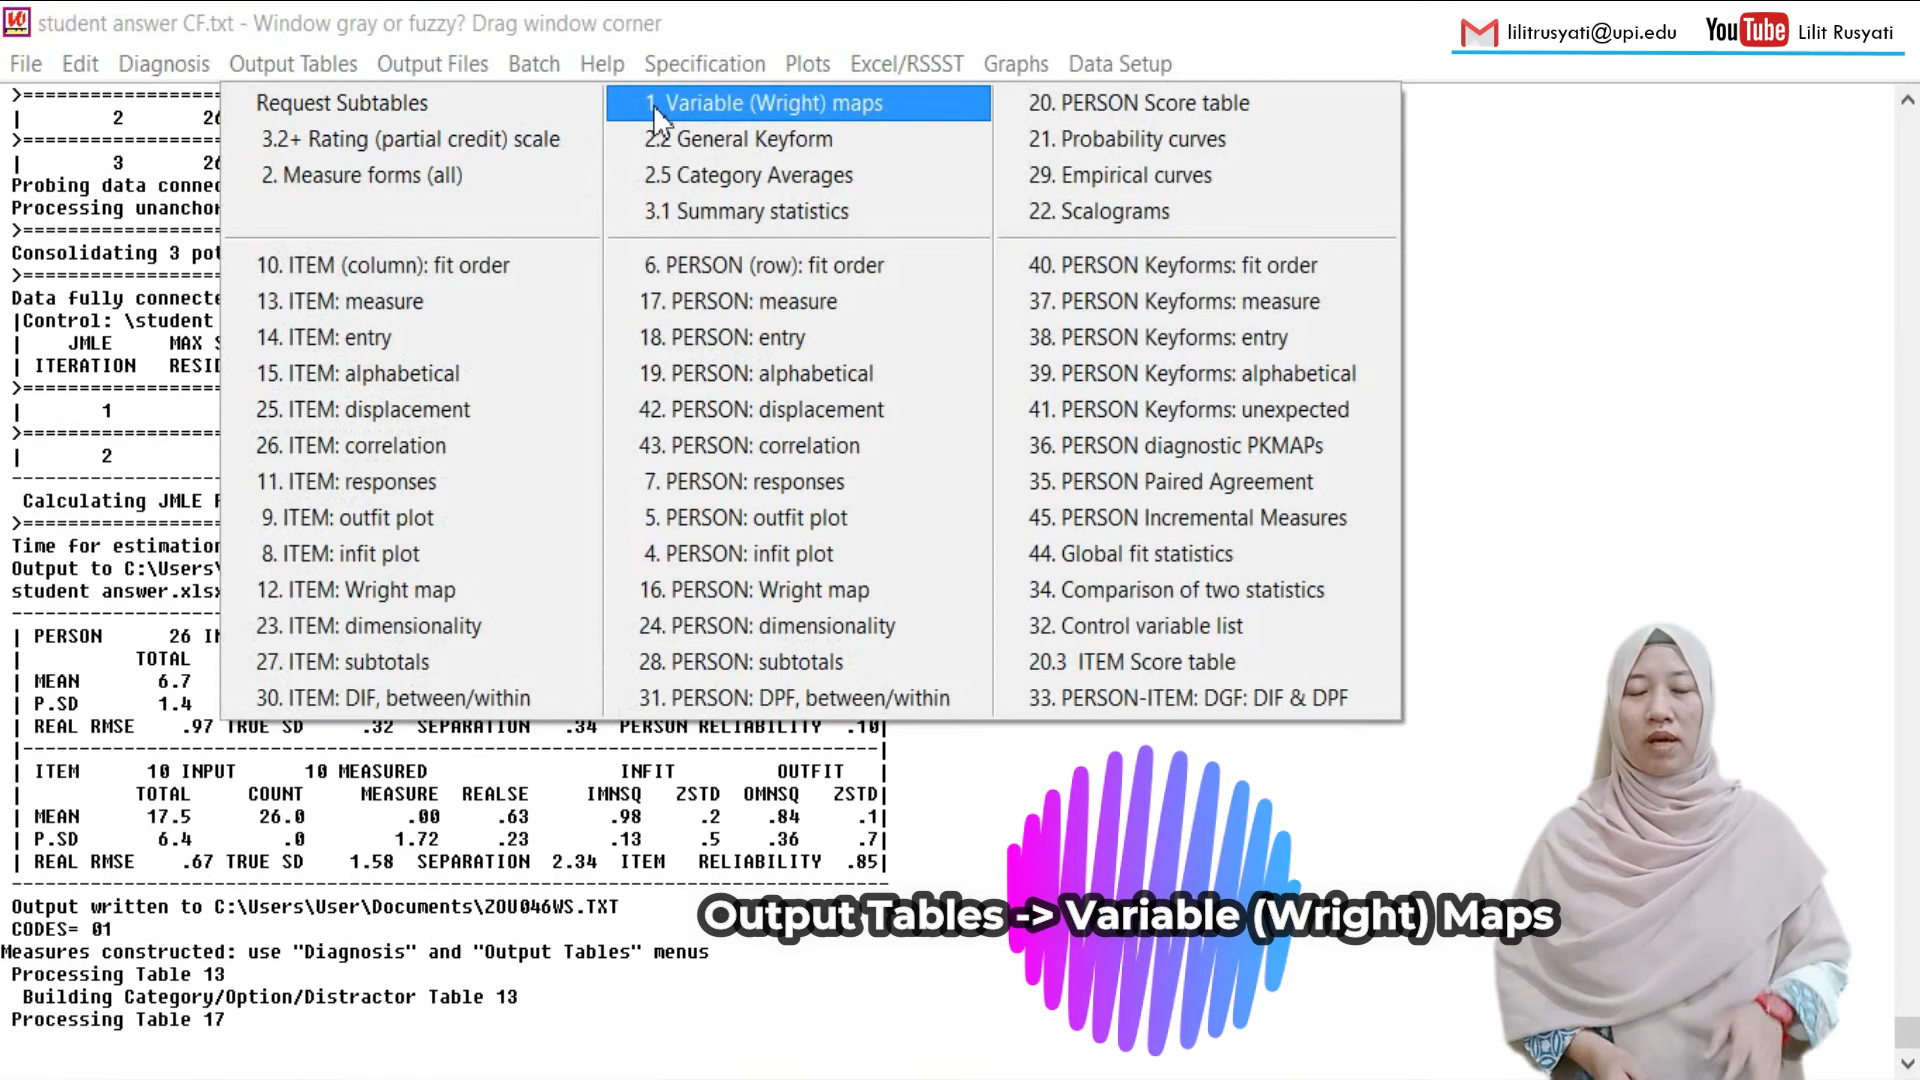 student answer CF.txt - Window gray or fuzzy? Drag window corner
lilitrusyati@upi.edu YouTube Lilit Rusyati
File Edit Diagnosis Output Tables Output Files Batch Help Specification Plots Excel/RSSST Graphs Data Setup
Request Subtables
3.2+ Rating (partial credit) scale
2. Measure forms (all)
10. ITEM (column): fit order
13. ITEM: measure
14. ITEM: entry
15. ITEM: alphabetical
25. ITEM: displacement
26. ITEM: correlation
11. ITEM: responses
9. ITEM: outfit plot
8. ITEM: infit plot
12. ITEM: Wright map
23. ITEM: dimensionality
27. ITEM: subtotals
30. ITEM: DIF, between/within
1. Variable (Wright) maps
2.2 General Keyform
2.5 Category Averages
3.1 Summary statistics
6. PERSON (row): fit order
17. PERSON: measure
18. PERSON: entry
19. PERSON: alphabetical
42. PERSON: displacement
43. PERSON: correlation
7. PERSON: responses
5. PERSON: outfit plot
4. PERSON: infit plot
16. PERSON: Wright map
24. PERSON: dimensionality
28. PERSON: subtotals
31. PERSON: DPF, between/within
20. PERSON Score table
21. Probability curves
29. Empirical curves
22. Scalograms
40. PERSON Keyforms: fit order
37. PERSON Keyforms: measure
38. PERSON Keyforms: entry
39. PERSON Keyforms: alphabetical
41. PERSON Keyforms: unexpected
36. PERSON diagnostic PKMAPs
35. PERSON Paired Agreement
45. PERSON Incremental Measures
44. Global fit statistics
34. Comparison of two statistics
32. Control variable list
20.3 ITEM Score table
33. PERSON-ITEM: DGF: DIF & DPF
>====================
| 2 26
>====================
| 3 26
Probing data connec
Processing unanchor
>====================
Consolidating 3 pot
>====================
Data fully connecte
|Control: \student
| JMLE MAX S
| ITERATION RESID
>====================
| 1
>====================
| 2
--------------------
Calculating JMLE F
>====================
Time for estimation
Output to C:\Users\
student answer.xlsx
--------------------
| PERSON 26 IN
| TOTAL
| MEAN 6.7
| P.SD 1.4
| REAL RMSE .97 TRUE SD .32 SEPARATION .34 PERSON RELIABILITY .10|
|------------------------------------------------------------------------------|
| ITEM 10 INPUT 10 MEASURED INFIT OUTFIT |
| TOTAL COUNT MEASURE REALSE IMNSQ ZSTD OMNSQ ZSTD|
| MEAN 17.5 26.0 .00 .63 .98 .2 .84 .1|
| P.SD 6.4 .0 1.72 .23 .13 .5 .36 .7|
| REAL RMSE .67 TRUE SD 1.58 SEPARATION 2.34 ITEM RELIABILITY .85|
--------------------------------------------------------------------------------
Output written to C:\Users\User\Documents\ZOU046WS.TXT
CODES= 01
Measures constructed: use "Diagnosis" and "Output Tables" menus
Processing Table 13
Building Category/Option/Distractor Table 13
Processing Table 17
Output Tables -> Variable (Wright) Maps